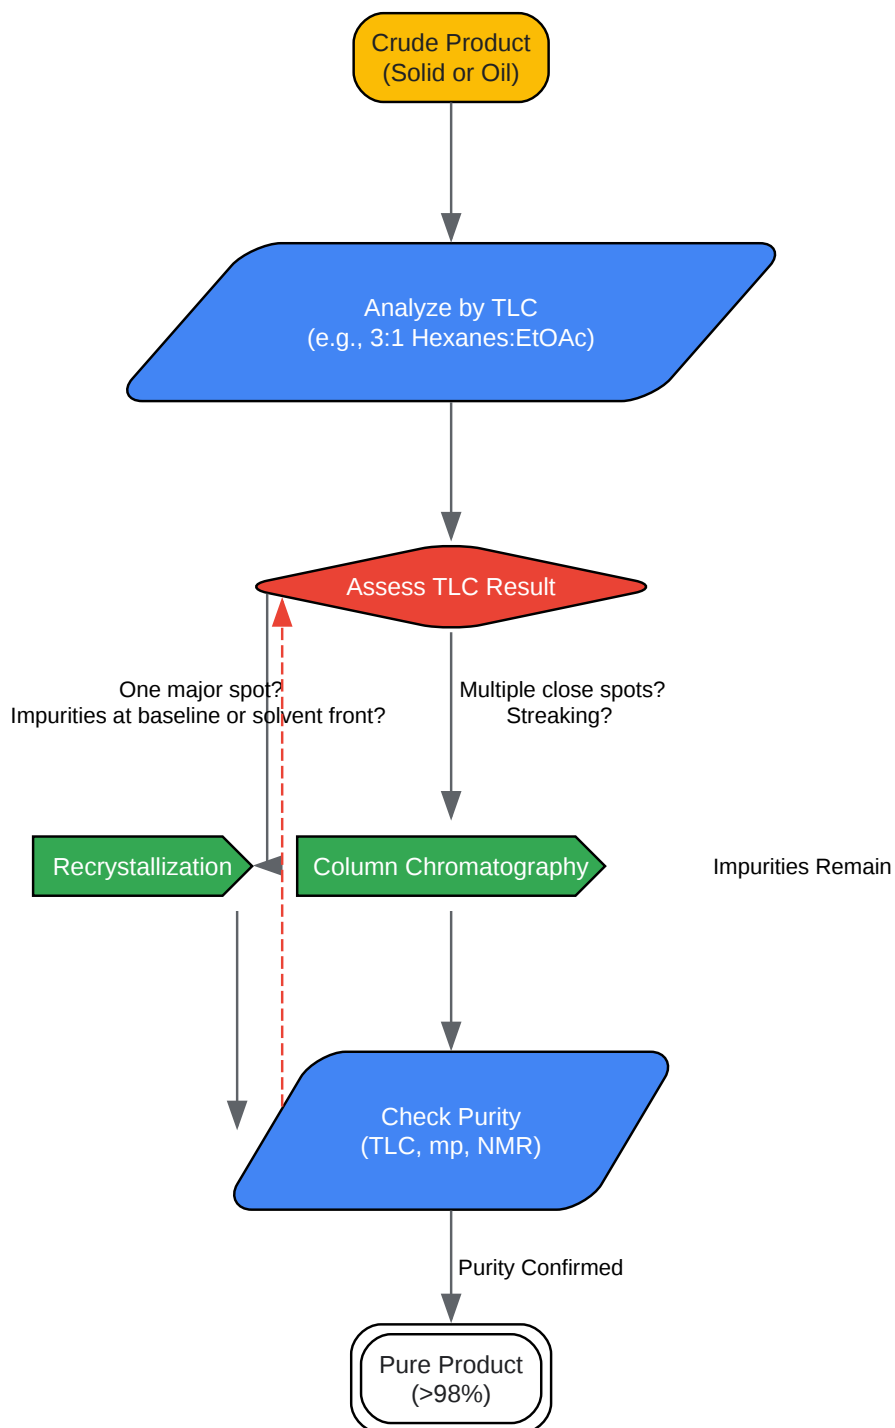 Crude Product
(Solid or Oil)
Analyze by TLC
(e.g., 3:1 Hexanes:EtOAc)
Assess TLC Result
One major spot?
Impurities at baseline or solvent front?
Multiple close spots?
Streaking?
Recrystallization
Column Chromatography
Impurities Remain
Check Purity
(TLC, mp, NMR)
Purity Confirmed
Pure Product
(>98%)